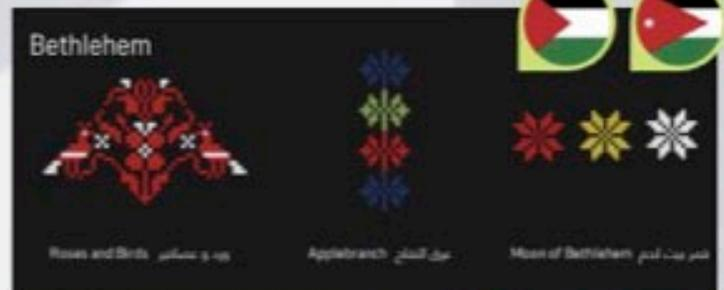 Bethlehem
Roses and Birds ورد و عصافير
Applebranch عرق التفاح
Moon of Bethlehem قمر بيت لحم